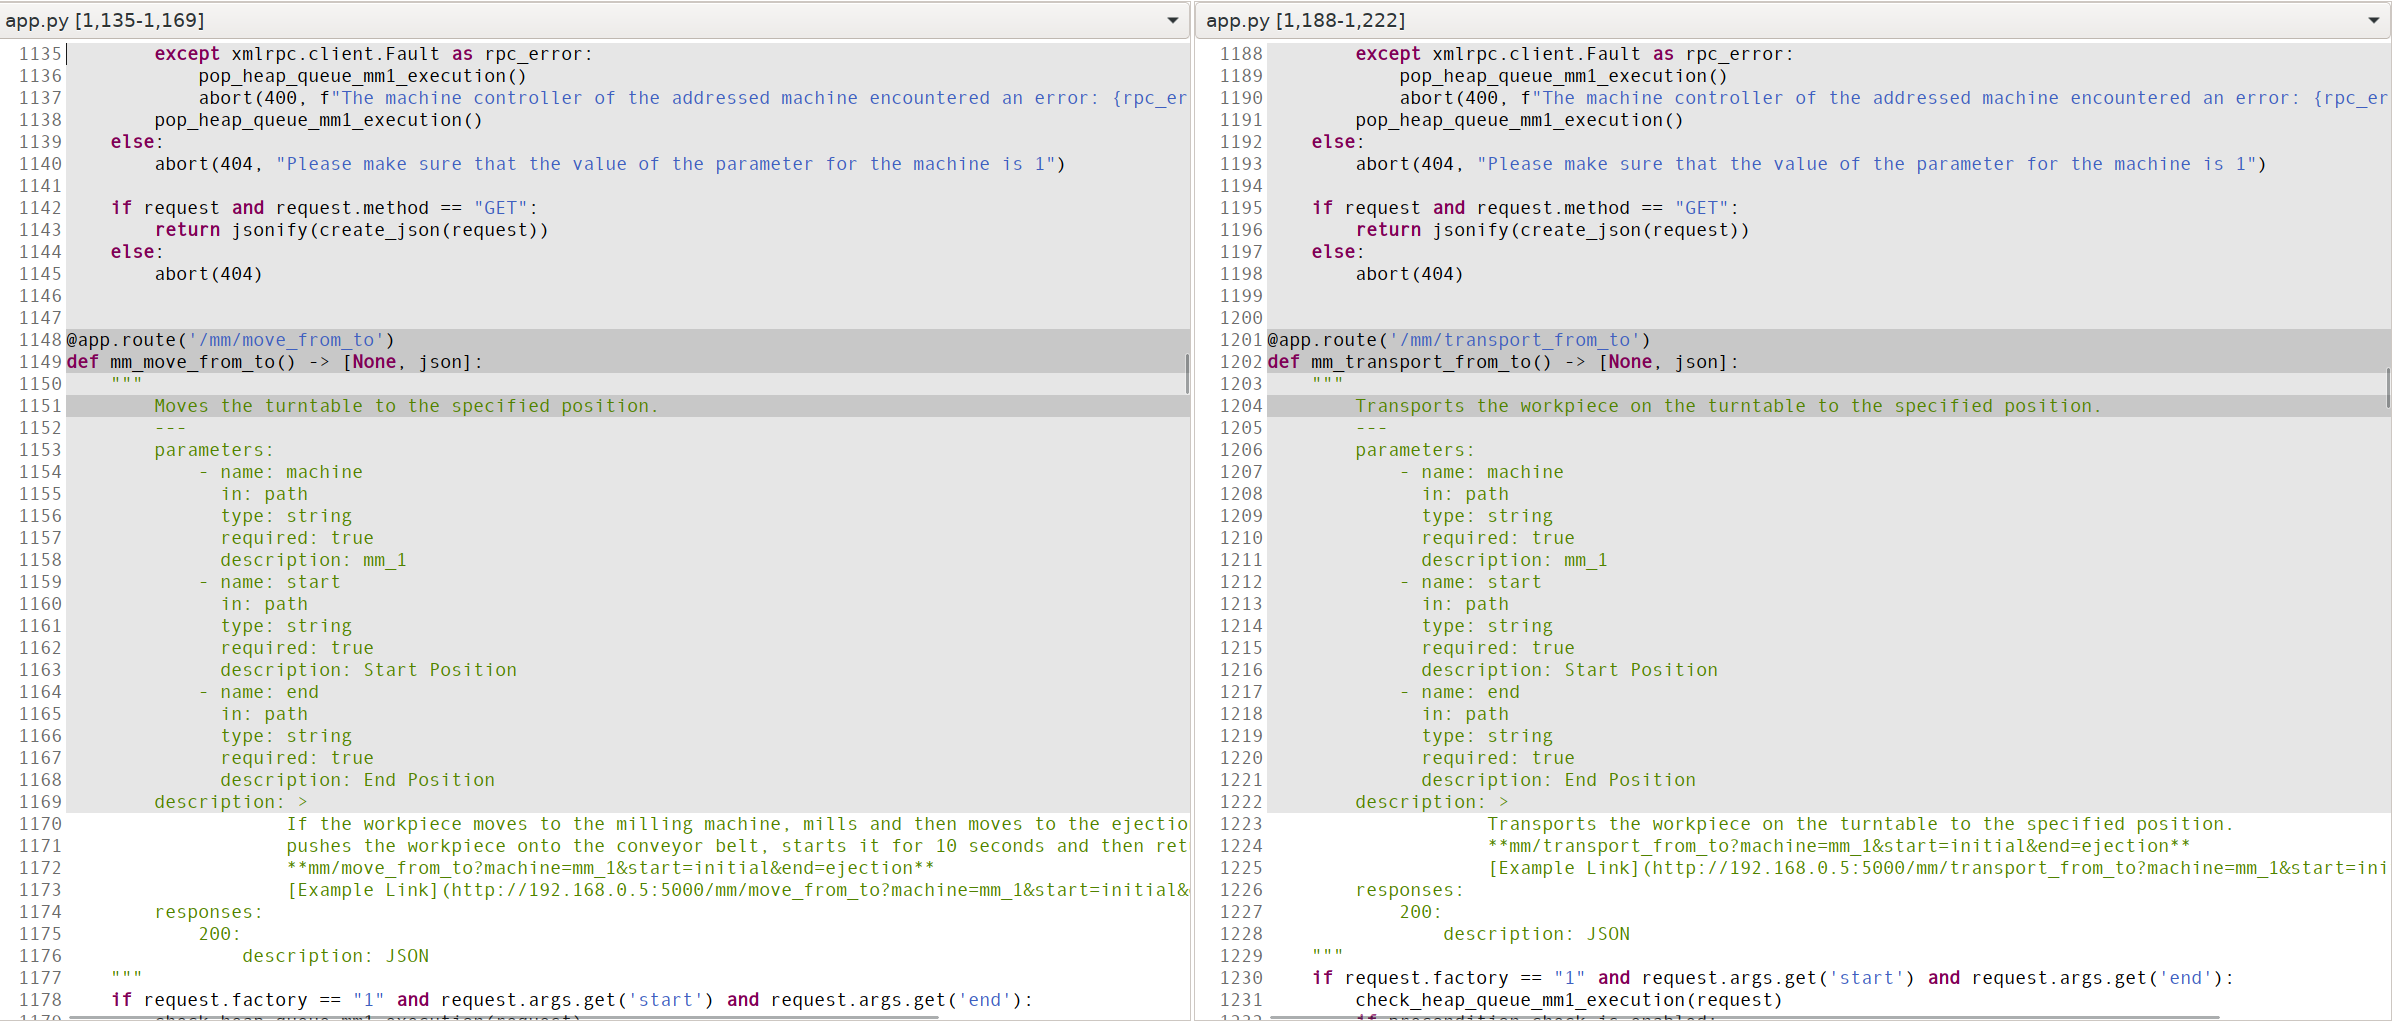 app.py [1,135-1,169]
1135         except xmlrpc.client.Fault as rpc_error:
1136             pop_heap_queue_mm1_execution()
1137             abort(400, f"The machine controller of the addressed machine encountered an error: {rpc_er
1138         pop_heap_queue_mm1_execution()
1139     else:
1140         abort(404, "Please make sure that the value of the parameter for the machine is 1")
1141
1142     if request and request.method == "GET":
1143         return jsonify(create_json(request))
1144     else:
1145         abort(404)
1146
1147
1148 @app.route('/mm/move_from_to')
1149 def mm_move_from_to() -> [None, json]:
1150     """
1151         Moves the turntable to the specified position.
1152         ---
1153         parameters:
1154             - name: machine
1155               in: path
1156               type: string
1157               required: true
1158               description: mm_1
1159             - name: start
1160               in: path
1161               type: string
1162               required: true
1163               description: Start Position
1164             - name: end
1165               in: path
1166               type: string
1167               required: true
1168               description: End Position
1169         description: >
1170                     If the workpiece moves to the milling machine, mills and then moves to the ejectio
1171                     pushes the workpiece onto the conveyor belt, starts it for 10 seconds and then ret
1172                     **mm/move_from_to?machine=mm_1&start=initial&end=ejection**
1173                     [Example Link](http://192.168.0.5:5000/mm/move_from_to?machine=mm_1&start=initial&
1174         responses:
1175             200:
1176                 description: JSON
1177     """
1178     if request.factory == "1" and request.args.get('start') and request.args.get('end'):
app.py [1,188-1,222]
1188         except xmlrpc.client.Fault as rpc_error:
1189             pop_heap_queue_mm1_execution()
1190             abort(400, f"The machine controller of the addressed machine encountered an error: {rpc_er
1191         pop_heap_queue_mm1_execution()
1192     else:
1193         abort(404, "Please make sure that the value of the parameter for the machine is 1")
1194
1195     if request and request.method == "GET":
1196         return jsonify(create_json(request))
1197     else:
1198         abort(404)
1199
1200
1201 @app.route('/mm/transport_from_to')
1202 def mm_transport_from_to() -> [None, json]:
1203     """
1204         Transports the workpiece on the turntable to the specified position.
1205         ---
1206         parameters:
1207             - name: machine
1208               in: path
1209               type: string
1210               required: true
1211               description: mm_1
1212             - name: start
1213               in: path
1214               type: string
1215               required: true
1216               description: Start Position
1217             - name: end
1218               in: path
1219               type: string
1220               required: true
1221               description: End Position
1222         description: >
1223                     Transports the workpiece on the turntable to the specified position.
1224                     **mm/transport_from_to?machine=mm_1&start=initial&end=ejection**
1225                     [Example Link](http://192.168.0.5:5000/mm/transport_from_to?machine=mm_1&start=ini
1226         responses:
1227             200:
1228                 description: JSON
1229     """
1230     if request.factory == "1" and request.args.get('start') and request.args.get('end'):
1231         check_heap_queue_mm1_execution(request)